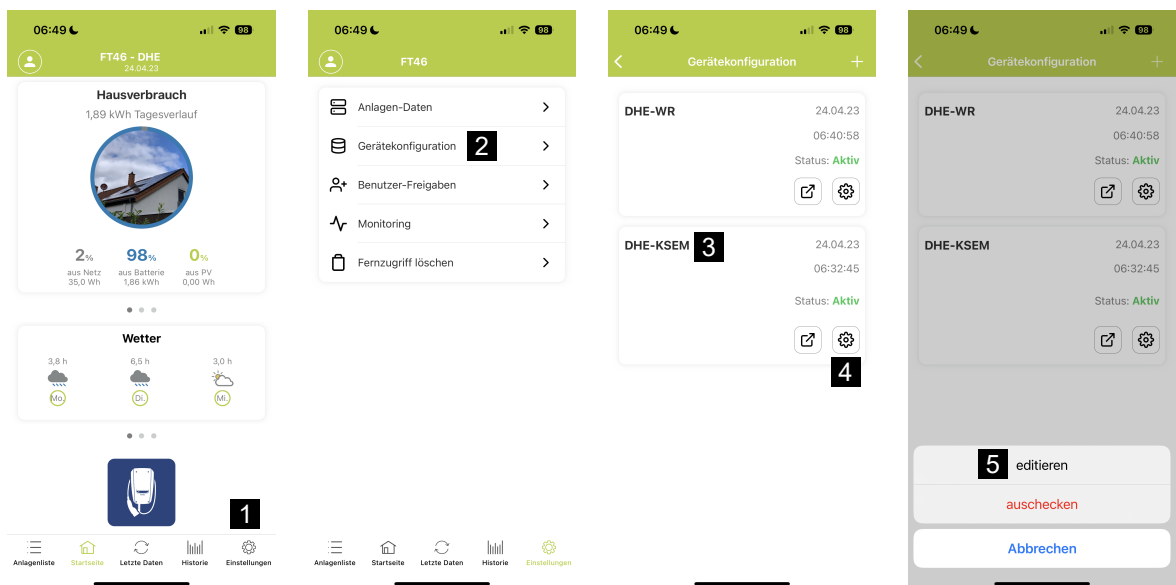 06:49
98
FT46 - DHE
24.04.23
Hausverbrauch
1,89 kWh Tagesverlauf
2% 98% 0%
aus Netz aus Batterie aus PV
35,0 Wh 1,86 kWh 0,00 Wh
Wetter
3,8 h 6,5 h 3,0 h
Mo. Di. Mi.
1
Anlagenliste Startseite Letzte Daten Historie Einstellungen
06:49
98
FT46
Anlagen-Daten
Gerätekonfiguration 2
Benutzer-Freigaben
Monitoring
Fernzugriff löschen
Anlagenliste Startseite Letzte Daten Historie Einstellungen
06:49
98
Gerätekonfiguration
DHE-WR 24.04.23
06:40:58
Status: Aktiv
DHE-KSEM 3 24.04.23
06:32:45
Status: Aktiv
4
06:49
98
Gerätekonfiguration
DHE-WR 24.04.23
06:40:58
Status: Aktiv
DHE-KSEM 24.04.23
06:32:45
Status: Aktiv
5 editieren
auschecken
Abbrechen